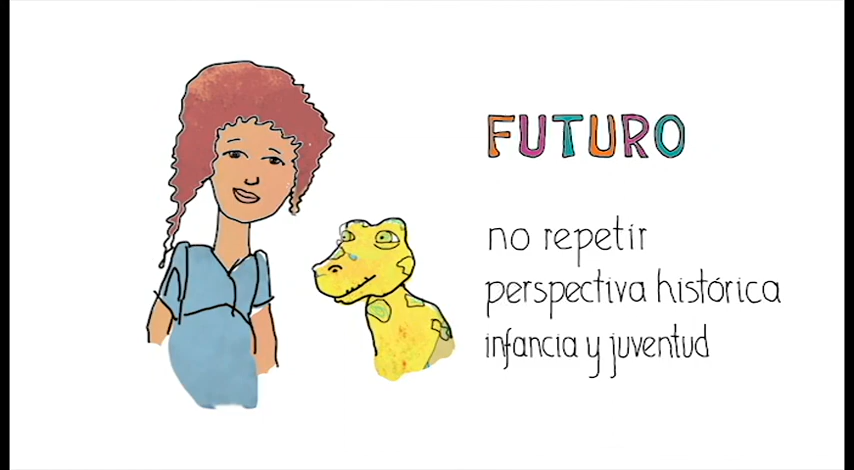 FUTURO
no repetir
perspectiva histórica
infancia y juventud